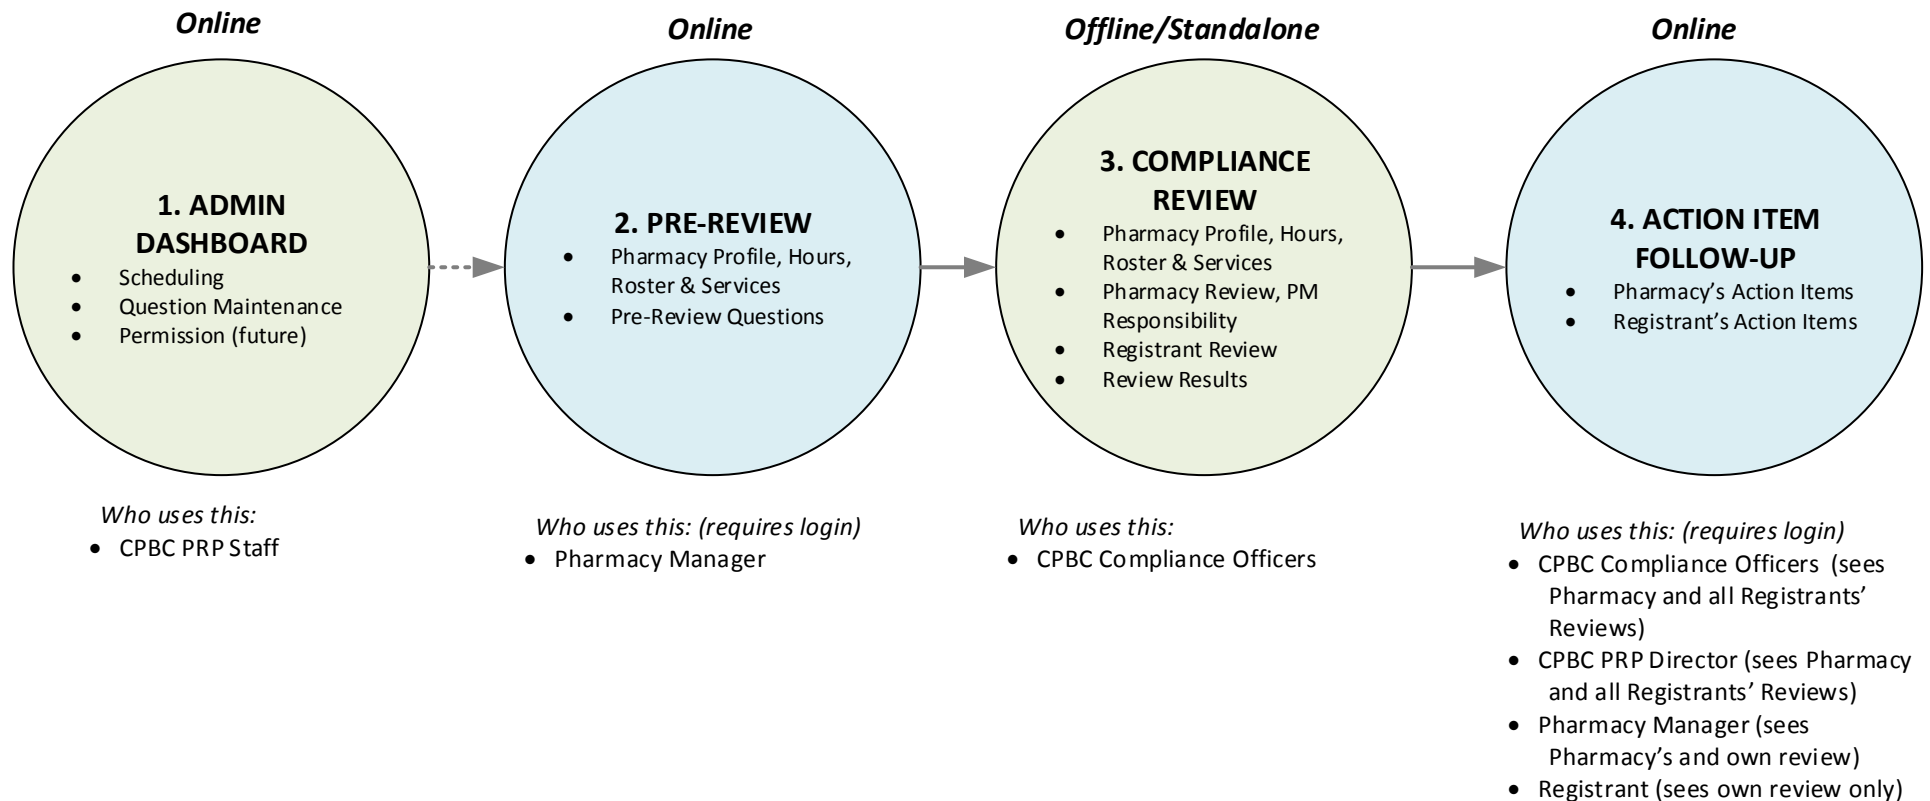 Online
1. ADMIN
DASHBOARD
• Scheduling
• Question Maintenance
• Permission (future)
Who uses this:
• CPBC PRP Staff
Online
2. PRE-REVIEW
• Pharmacy Profile, Hours,
Roster & Services
• Pre-Review Questions
Who uses this: (requires login)
• Pharmacy Manager
Offline/Standalone
3. COMPLIANCE
REVIEW
• Pharmacy Profile, Hours,
Roster & Services
• Pharmacy Review, PM
Responsibility
• Registrant Review
• Review Results
Who uses this:
• CPBC Compliance Officers
Online
4. ACTION ITEM
FOLLOW-UP
• Pharmacy’s Action Items
• Registrant’s Action Items
Who uses this: (requires login)
• CPBC Compliance Officers (sees
Pharmacy and all Registrants’
Reviews)
• CPBC PRP Director (sees Pharmacy
and all Registrants’ Reviews)
• Pharmacy Manager (sees
Pharmacy’s and own review)
• Registrant (sees own review only)